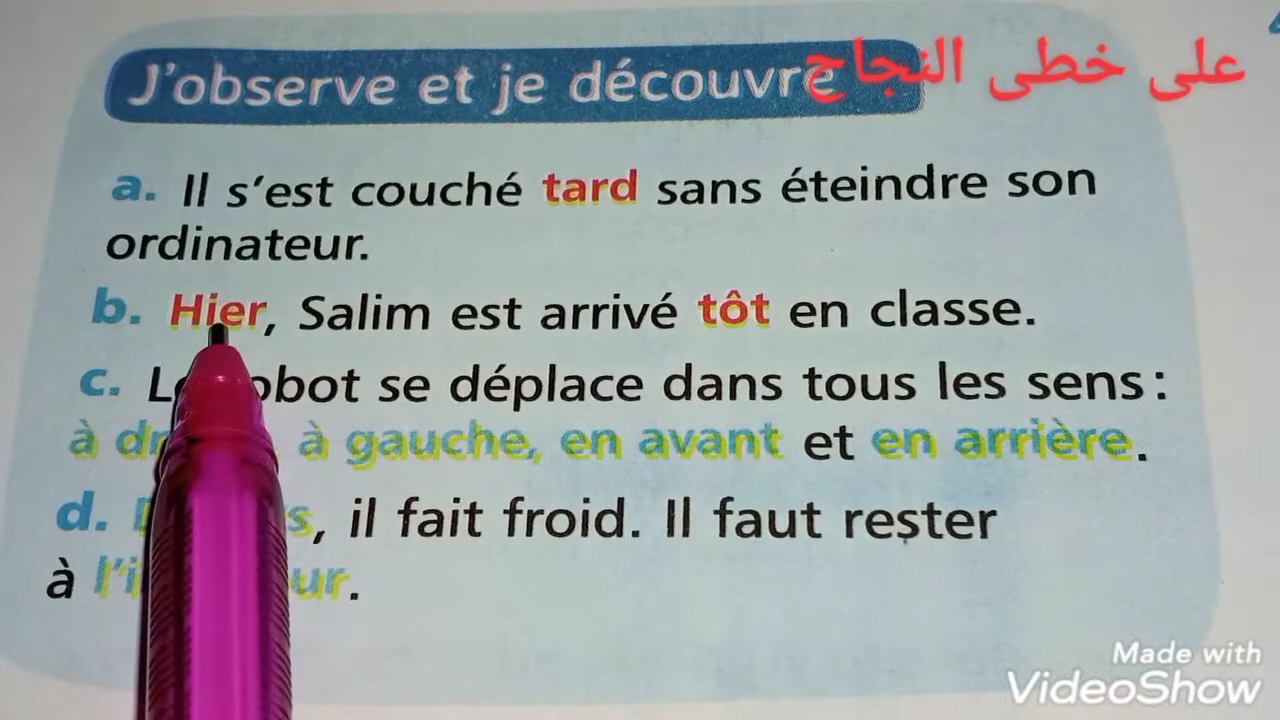 J'observe et je découvre
على خطى النجاح
a. Il s'est couché tard sans éteindre son
ordinateur.
b. Hier, Salim est arrivé tôt en classe.
c. se déplace dans tous les sens :
à à gauche, en avant et en arrière.
d. il fait froid. Il faut rester
à
Made with
VideoShow